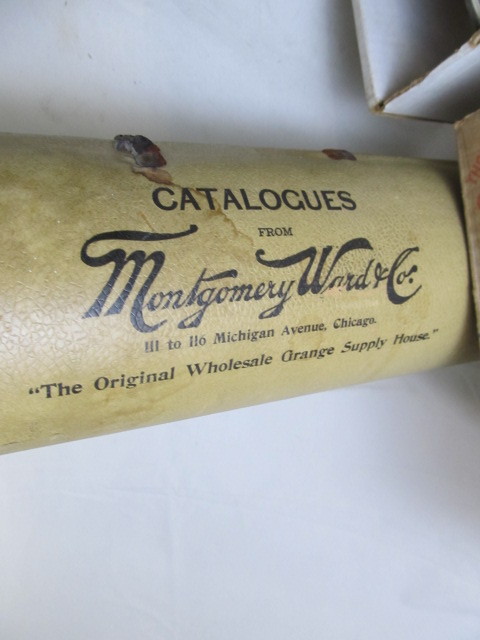 CATALOGUES
FROM
Montgomery Ward & Co.
111 to 116 Michigan Avenue, Chicago.
"The Original Wholesale Grange Supply House."